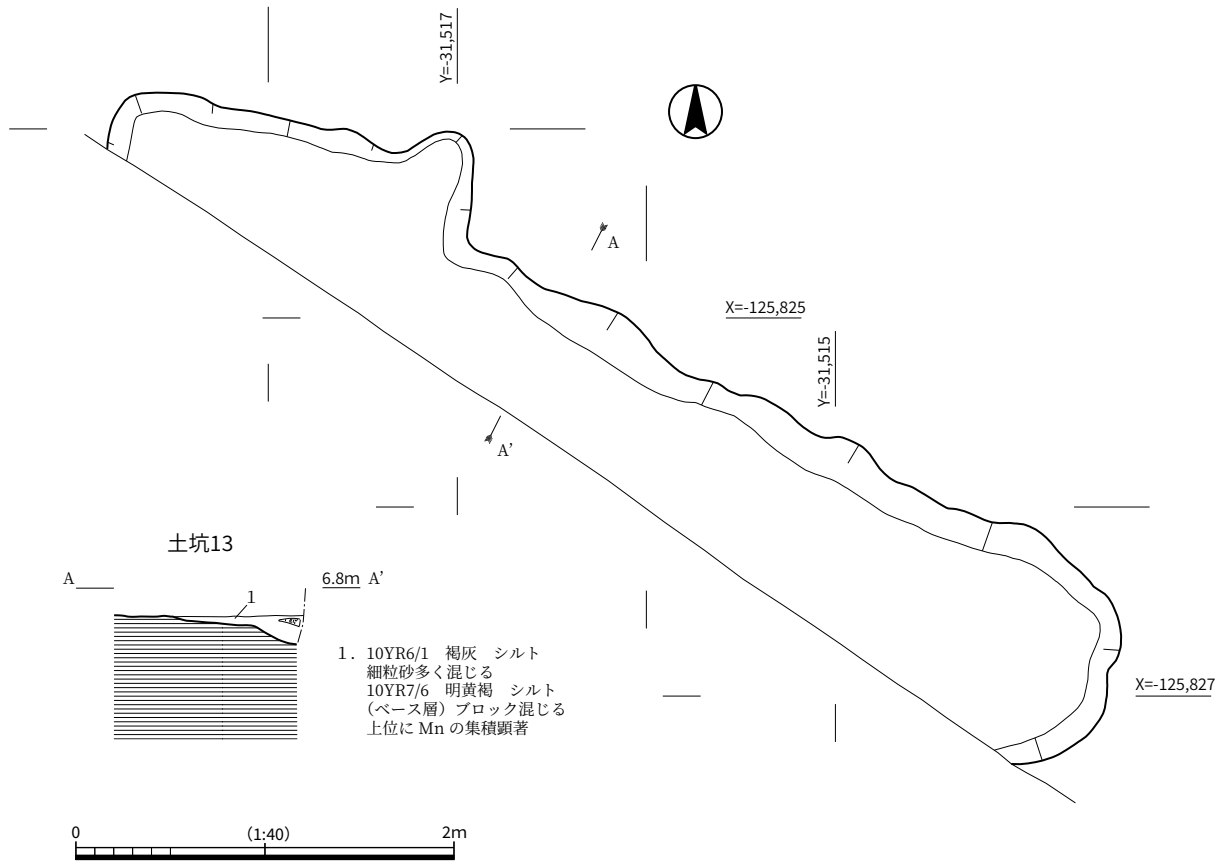 Y=-31,517
A
X=-125,825
Y=-31,515
A’
土坑13
A
6.8m A’
1
1． 10YR6/1　褐灰　シルト
細粒砂多く混じる
10YR7/6　明黄褐　シルト
（ベース層）ブロック混じる
上位に Mn の集積顕著
X=-125,827
0
（1:40）
2m